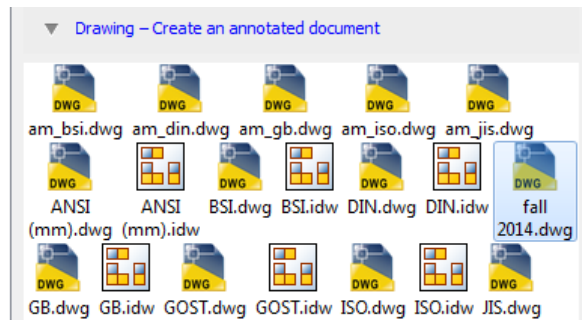 Drawing – Create an annotated document
DWG DWG DWG DWG DWG
am_bsi.dwg am_din.dwg am_gb.dwg am_iso.dwg am_jis.dwg
DWG DWG DWG DWG
ANSI ANSI BSI.dwg BSI.idw DIN.dwg DIN.idw fall
(mm).dwg (mm).idw 2014.dwg
DWG DWG DWG DWG
GB.dwg GB.idw GOST.dwg GOST.idw ISO.dwg ISO.idw JIS.dwg